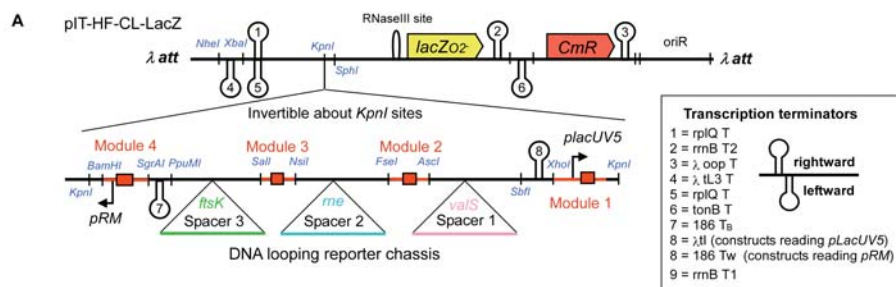 A
pIT-HF-CL-LacZ
RNaseIII site
NheI XbaI 1 KpnI lacZO2- 2 CmR 3 oriR
λ att SphI λ att
4 5 6
Invertible about KpnI sites
Module 4 Module 3 Module 2 placUV5
BamHI SgrAI PpuMI SalI NsiI FseI AscI 8 XhoI KpnI
KpnI SbfI
pRM 7 ftsK rne valS Module 1
Spacer 3 Spacer 2 Spacer 1
DNA looping reporter chassis
Transcription terminators
1 = rplQ T
2 = rrnB T2
3 = λ oop T
4 = λ tL3 T
5 = rplQ T
6 = tonB T
7 = 186 TB
8 = λtI (constructs reading pLacUV5)
8 = 186 Tw (constructs reading pRM)
9 = rrnB T1
rightward
leftward